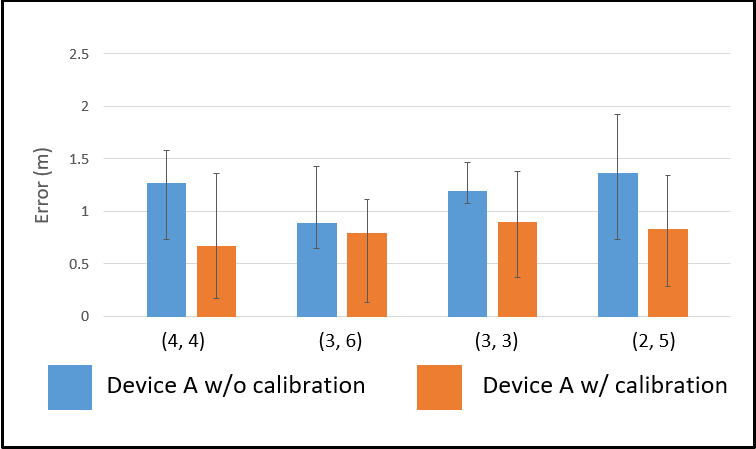 2.5
2
1.5
1
0.5
0
Error (m)
(4, 4) (3, 6) (3, 3) (2, 5)
Device A w/o calibration Device A w/ calibration